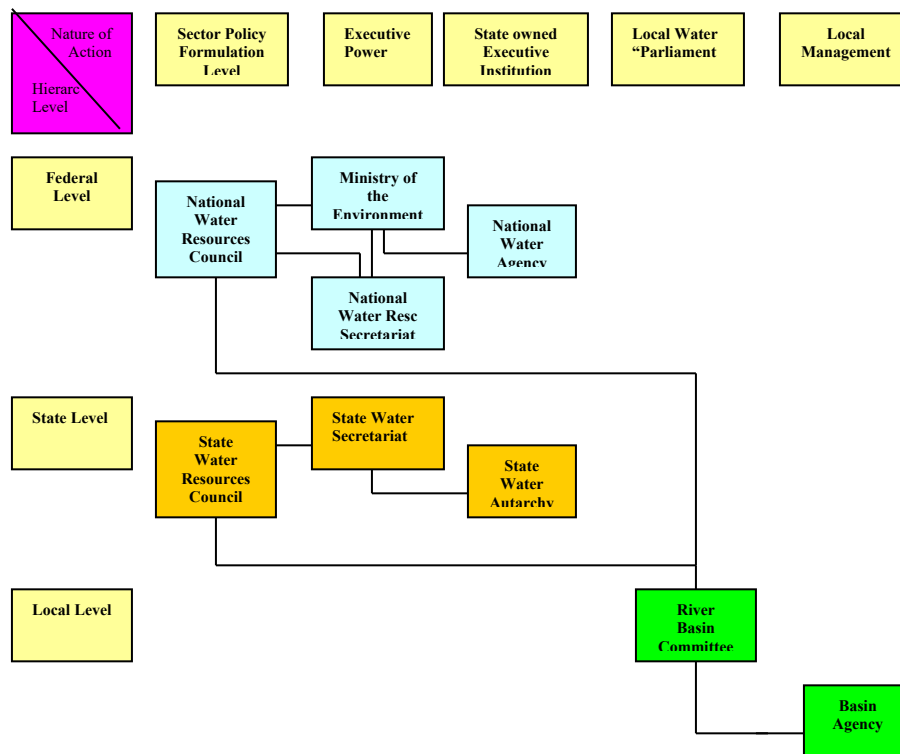 Nature of
Action
Hierarc
Level
Sector Policy
Formulation
Level
Executive
Power
State owned
Executive
Institution
Local Water
“Parliament
Local
Management
Federal
Level
National
Water
Resources
Council
Ministry of
the
Environment
National
Water
Agency
National
Water Resc
Secretariat
State Level
State
Water
Resources
Council
State Water
Secretariat
State
Water
Autarchy
Local Level
River
Basin
Committee
Basin
Agency